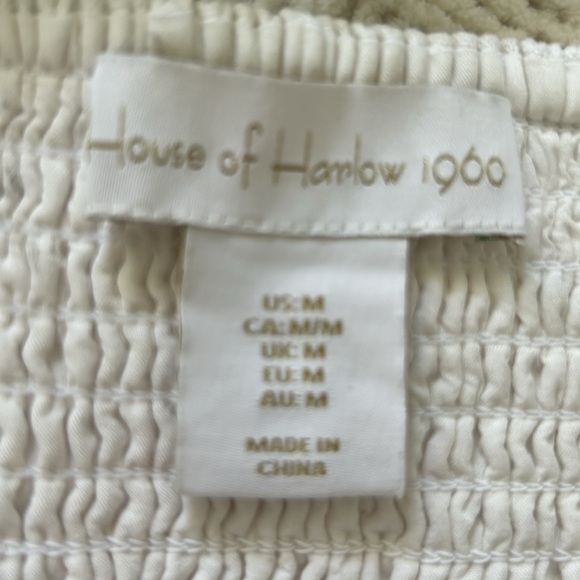 House of Harlow 1960
US: M
CA: M/M
UK: M
EU: M
AU: M
MADE IN
CHINA